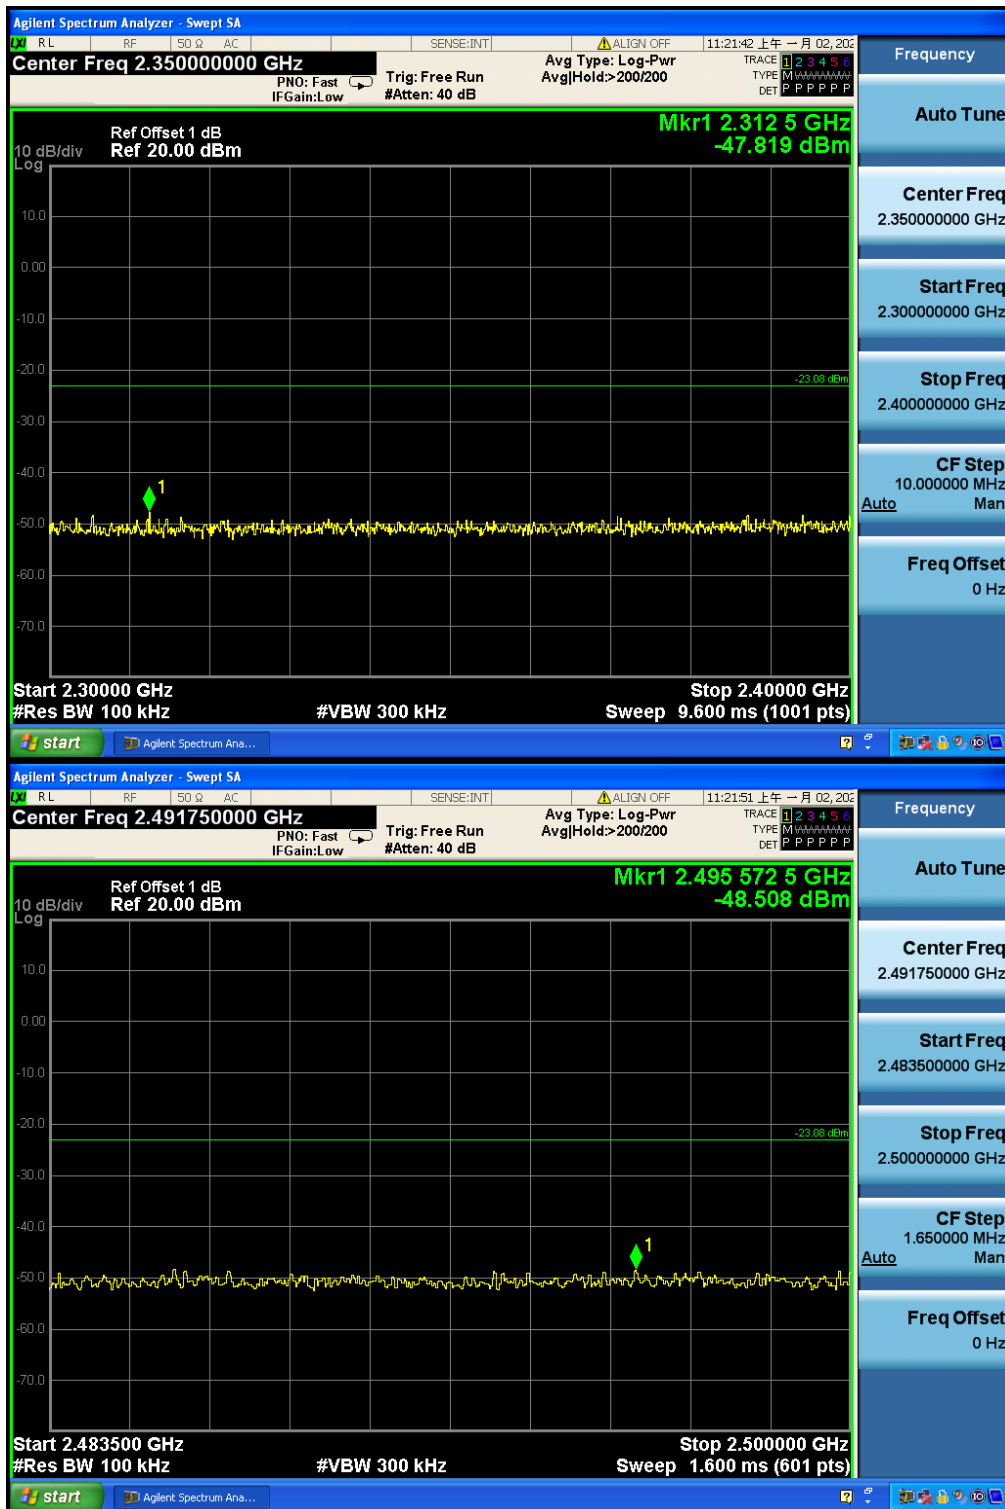 Agilent Spectrum Analyzer - Swept SA
LXI RL RF 50 Ω AC SENSE:INT ALIGN OFF 11:21:42 上午 一月 02, 202
Center Freq 2.350000000 GHz
PNO: Fast
IFGain:Low
Trig: Free Run
#Atten: 40 dB
Avg Type: Log-Pwr
Avg|Hold:>200/200
TRACE 1 2 3 4 5 6
TYPE M
DET P P P P P P
Frequency
Auto Tune
Center Freq
2.350000000 GHz
Start Freq
2.300000000 GHz
Stop Freq
2.400000000 GHz
CF Step
10.000000 MHz
Auto Man
Freq Offset
0 Hz
Mkr1 2.312 5 GHz
-47.819 dBm
Ref Offset 1 dB
10 dB/div Ref 20.00 dBm
Log
10.0
0.00
-10.0
-20.0
-23.08 dBm
-30.0
-40.0
1
-50.0
-60.0
-70.0
Start 2.30000 GHz Stop 2.40000 GHz
#Res BW 100 kHz #VBW 300 kHz Sweep 9.600 ms (1001 pts)
start Agilent Spectrum Ana...
Agilent Spectrum Analyzer - Swept SA
LXI RL RF 50 Ω AC SENSE:INT ALIGN OFF 11:21:51 上午 一月 02, 202
Center Freq 2.491750000 GHz
PNO: Fast
IFGain:Low
Trig: Free Run
#Atten: 40 dB
Avg Type: Log-Pwr
Avg|Hold:>200/200
TRACE 1 2 3 4 5 6
TYPE M
DET P P P P P P
Frequency
Auto Tune
Center Freq
2.491750000 GHz
Start Freq
2.483500000 GHz
Stop Freq
2.500000000 GHz
CF Step
1.650000 MHz
Auto Man
Freq Offset
0 Hz
Mkr1 2.495 572 5 GHz
-48.508 dBm
Ref Offset 1 dB
10 dB/div Ref 20.00 dBm
Log
10.0
0.00
-10.0
-20.0
-23.08 dBm
-30.0
-40.0
1
-50.0
-60.0
-70.0
Start 2.483500 GHz Stop 2.500000 GHz
#Res BW 100 kHz #VBW 300 kHz Sweep 1.600 ms (601 pts)
start Agilent Spectrum Ana...